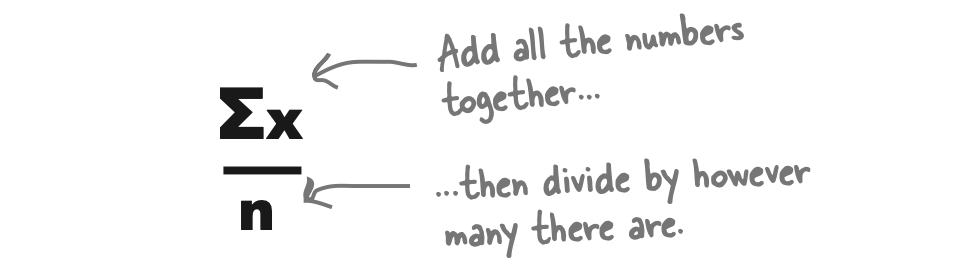 Σx
n
Add all the numbers
together...
...then divide by however
many there are.